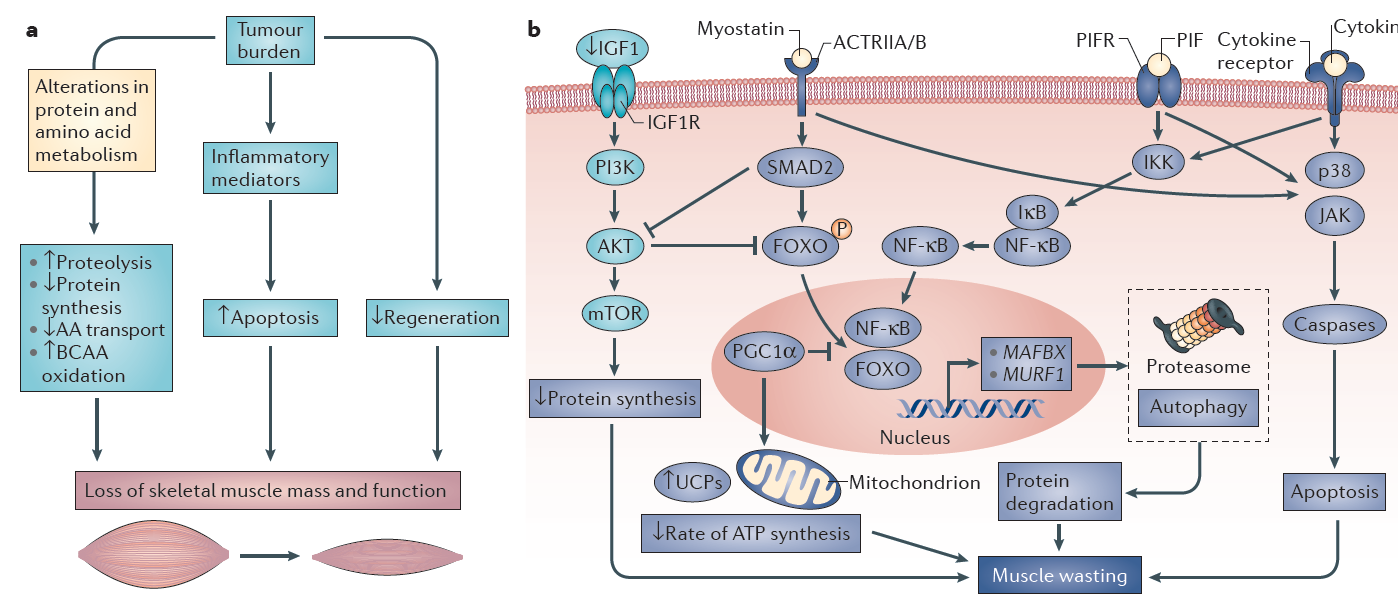 a
Tumour
burden
Alterations in
protein and
amino acid
metabolism
Inflammatory
mediators
• ↑Proteolysis
• ↓Protein
synthesis
• ↓AA transport
• ↑BCAA
oxidation
↑Apoptosis
↓Regeneration
Loss of skeletal muscle mass and function
b
↓IGF1
IGF1R
Myostatin
ACTRIIA/B
PIFR
PIF
Cytokine
receptor
Cytokin
PI3K
SMAD2
IKK
p38
JAK
IκB
NF-κB
NF-κB
AKT
FOXO
P
mTOR
NF-κB
FOXO
PGC1α
• MAFBX
• MURF1
Nucleus
Proteasome
Autophagy
Caspases
↓Protein synthesis
↑UCPs
Mitochondrion
↓Rate of ATP synthesis
Protein
degradation
Apoptosis
Muscle wasting